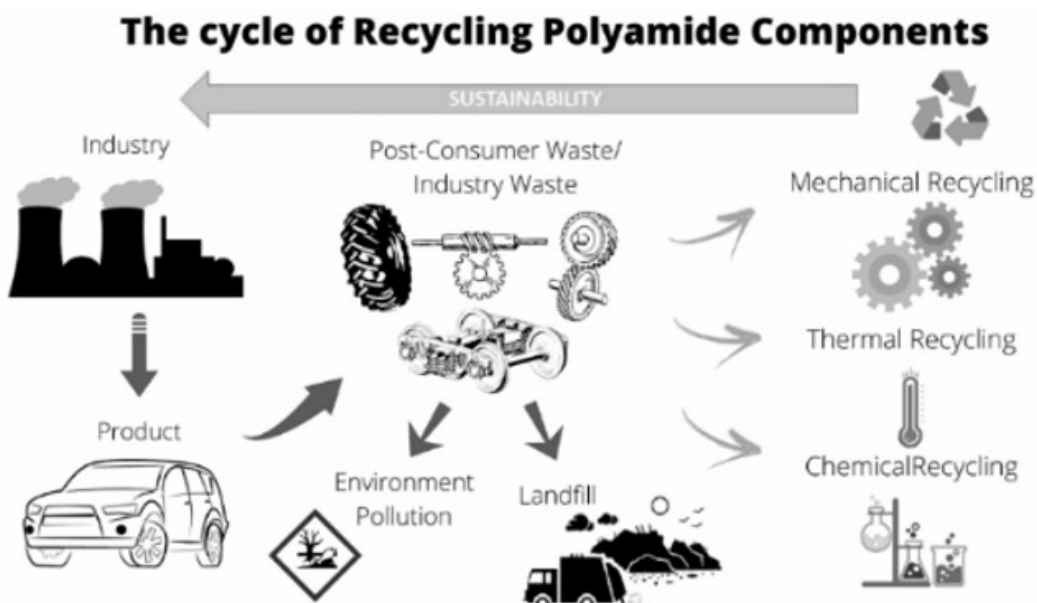 The cycle of Recycling Polyamide Components
SUSTAINABILITY
Industry
Post-Consumer Waste/
Industry Waste
Mechanical Recycling
Thermal Recycling
Product
Environment
Pollution
Landfill
ChemicalRecycling